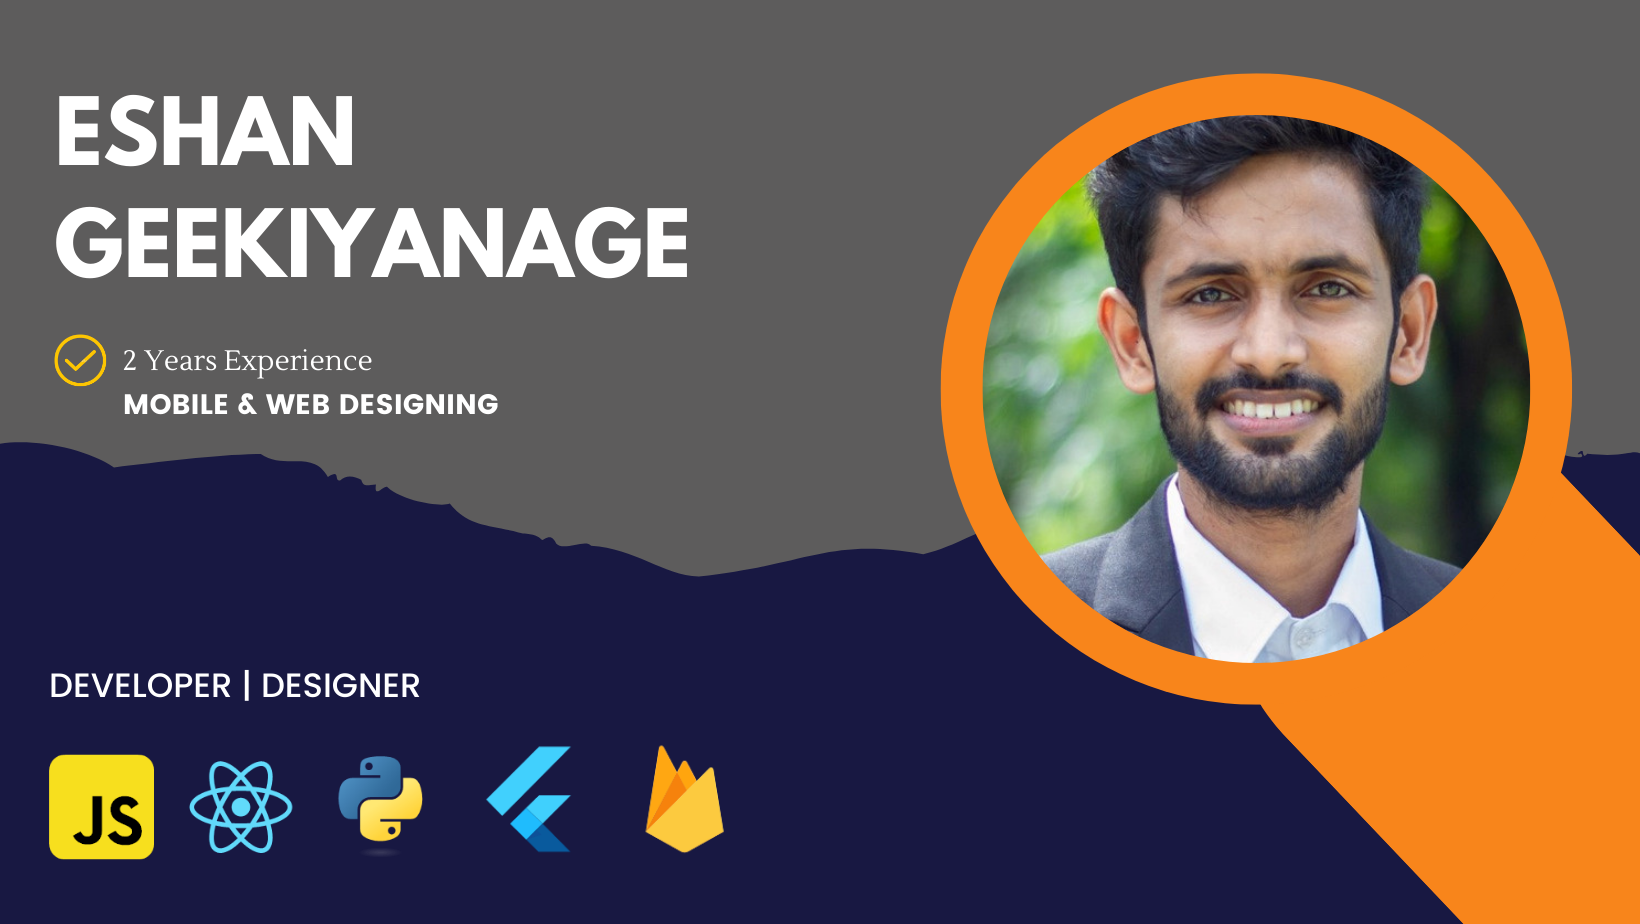 ESHAN
GEEKIYANAGE
2 Years Experience
MOBILE & WEB DESIGNING
DEVELOPER | DESIGNER
JS